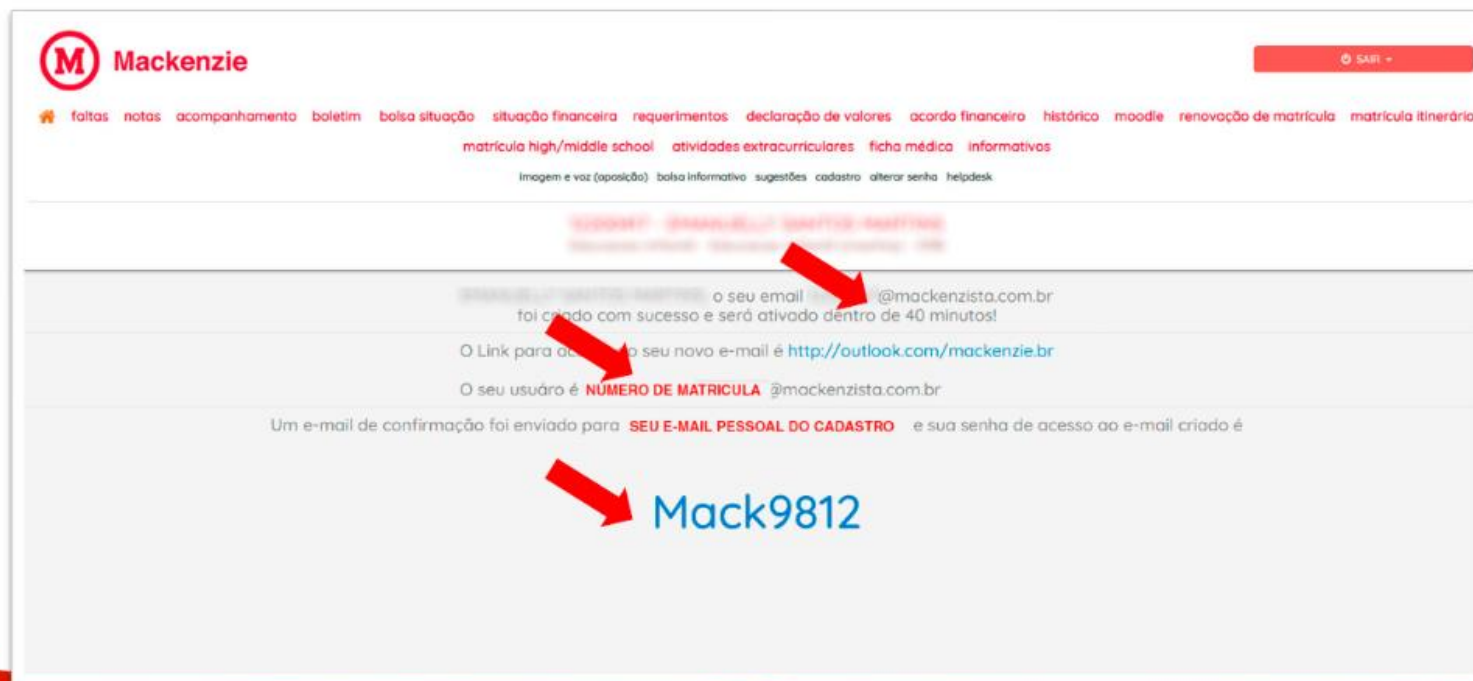 Mackenzie
SAIR
faltas notas acompanhamento boletim bolsa situação situação financeira requerimentos declaração de valores acordo financeiro histórico moodle renovação de matrícula matrícula itinerário
matrícula high/middle school atividades extracurriculares ficha médica informativos
imagem e voz (oposição) bolsa informativo sugestões cadastro alterar senha helpdesk
o seu email @mackenzista.com.br
foi criado com sucesso e será ativado dentro de 40 minutos!
O Link para seu novo e-mail é http://outlook.com/mackenzie.br
O seu usuáro é NÚMERO DE MATRICULA @mackenzista.com.br
Um e-mail de confirmação foi enviado para SEU E-MAIL PESSOAL DO CADASTRO e sua senha de acesso ao e-mail criado é
Mack9812